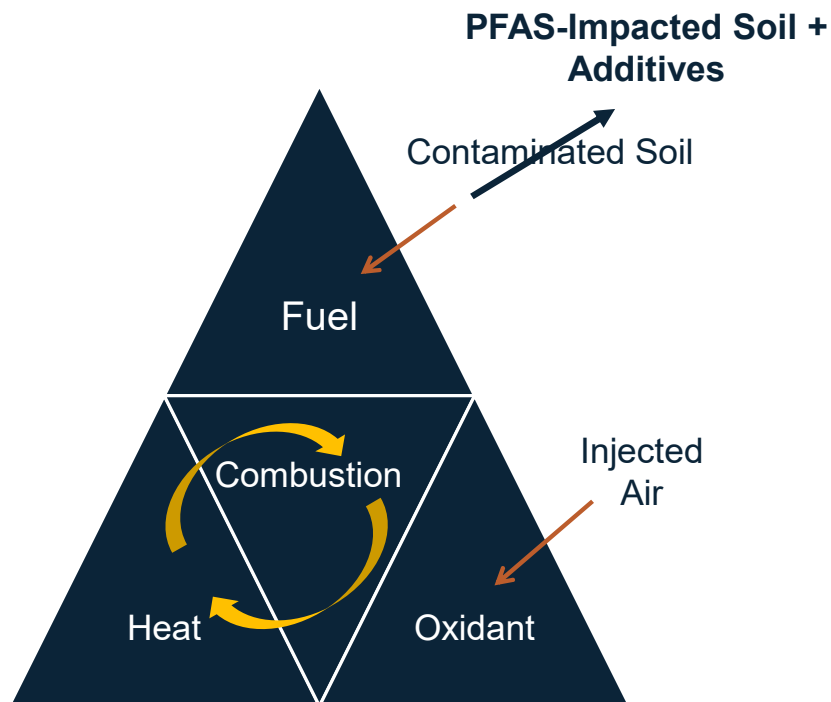 PFAS-Impacted Soil +
Additives
Contaminated Soil
Fuel
Injected
Air
Combustion
Heat
Oxidant